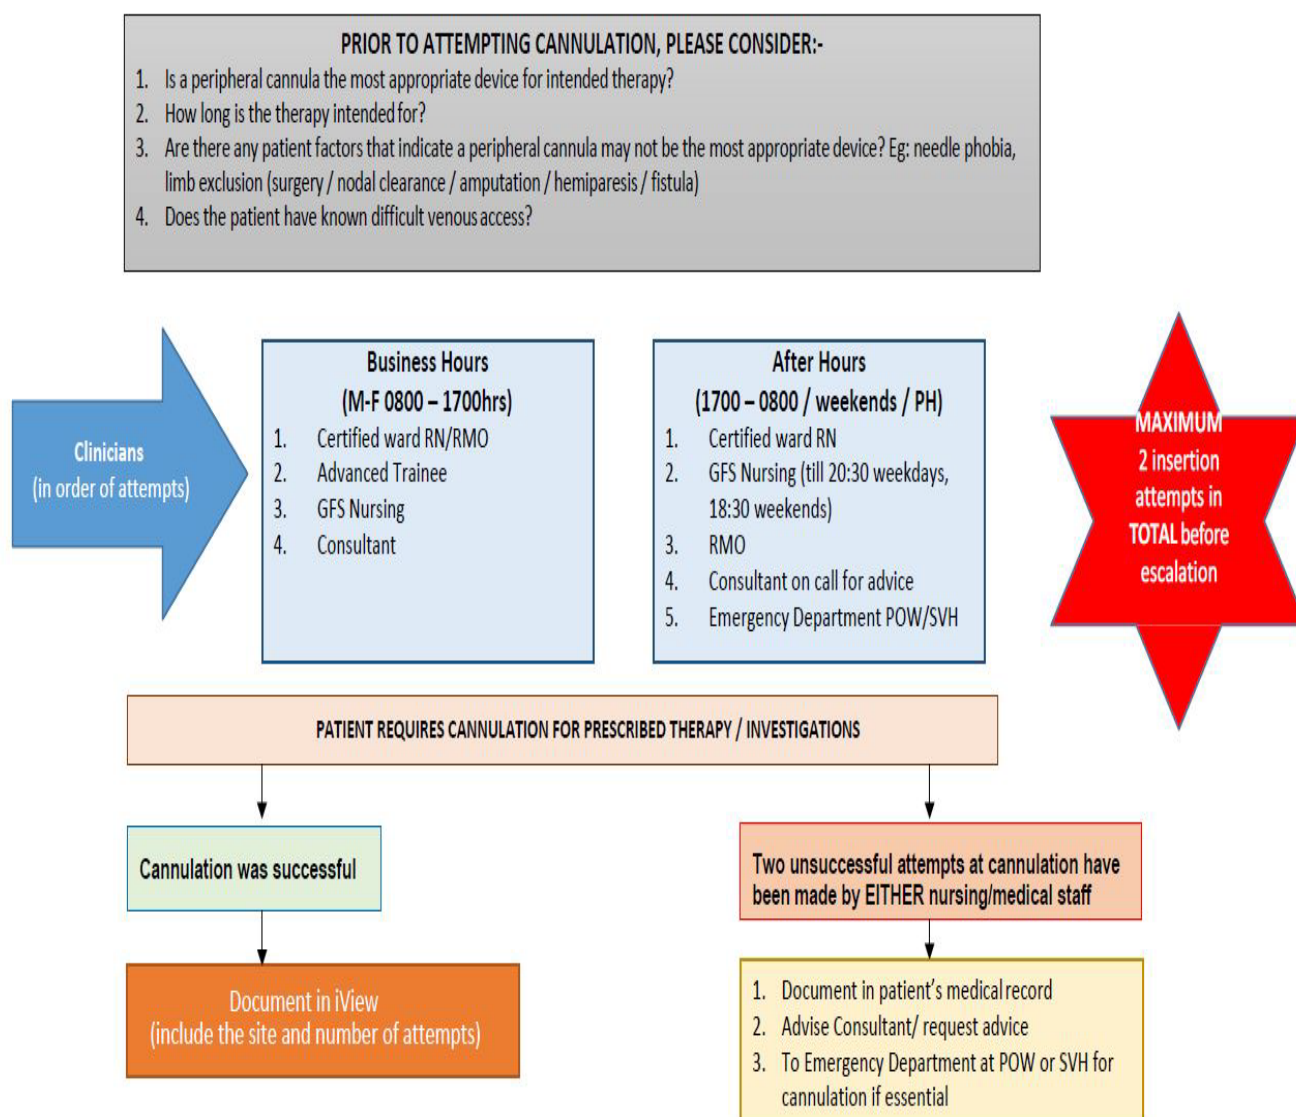 PRIOR TO ATTEMPTING CANNULATION, PLEASE CONSIDER:-
1. Is a peripheral cannula the most appropriate device for intended therapy?
2. How long is the therapy intended for?
3. Are there any patient factors that indicate a peripheral cannula may not be the most appropriate device? Eg: needle phobia,
limb exclusion (surgery / nodal clearance / amputation / hemiparesis / fistula)
4. Does the patient have known difficult venous access?
Clinicians
(in order of attempts)
Business Hours
(M-F 0800 – 1700hrs)
1. Certified ward RN/RMO
2. Advanced Trainee
3. GFS Nursing
4. Consultant
After Hours
(1700 – 0800 / weekends / PH)
1. Certified ward RN
2. GFS Nursing (till 20:30 weekdays,
18:30 weekends)
3. RMO
4. Consultant on call for advice
5. Emergency Department POW/SVH
MAXIMUM
2 insertion
attempts in
TOTAL before
escalation
PATIENT REQUIRES CANNULATION FOR PRESCRIBED THERAPY / INVESTIGATIONS
Cannulation was successful
Document in iView
(include the site and number of attempts)
Two unsuccessful attempts at cannulation have
been made by EITHER nursing/medical staff
1. Document in patient's medical record
2. Advise Consultant/ request advice
3. To Emergency Department at POW or SVH for
cannulation if essential